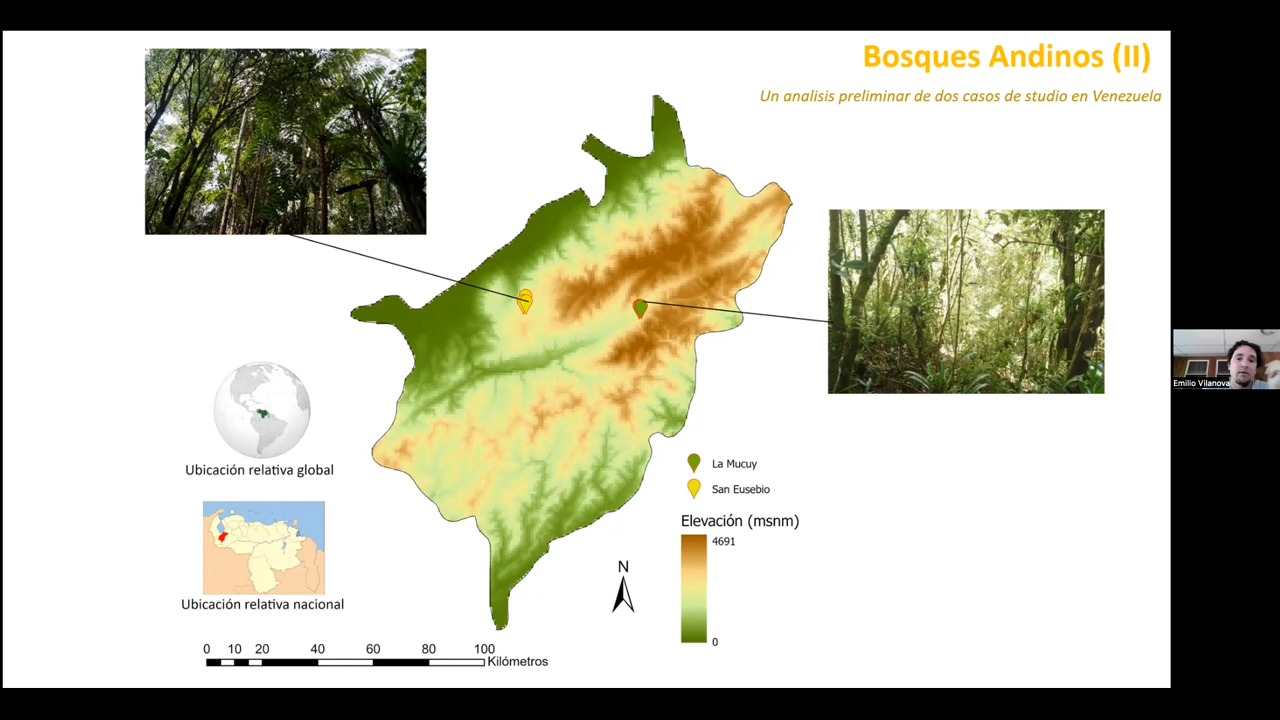 Bosques Andinos (II)
Un analisis preliminar de dos casos de studio en Venezuela
Emilio Vilanova
Ubicación relativa global
La Mucuy
San Eusebio
Elevación (msnm)
4691
0
Ubicación relativa nacional
N
0 10 20 40 60 80 100
Kilómetros